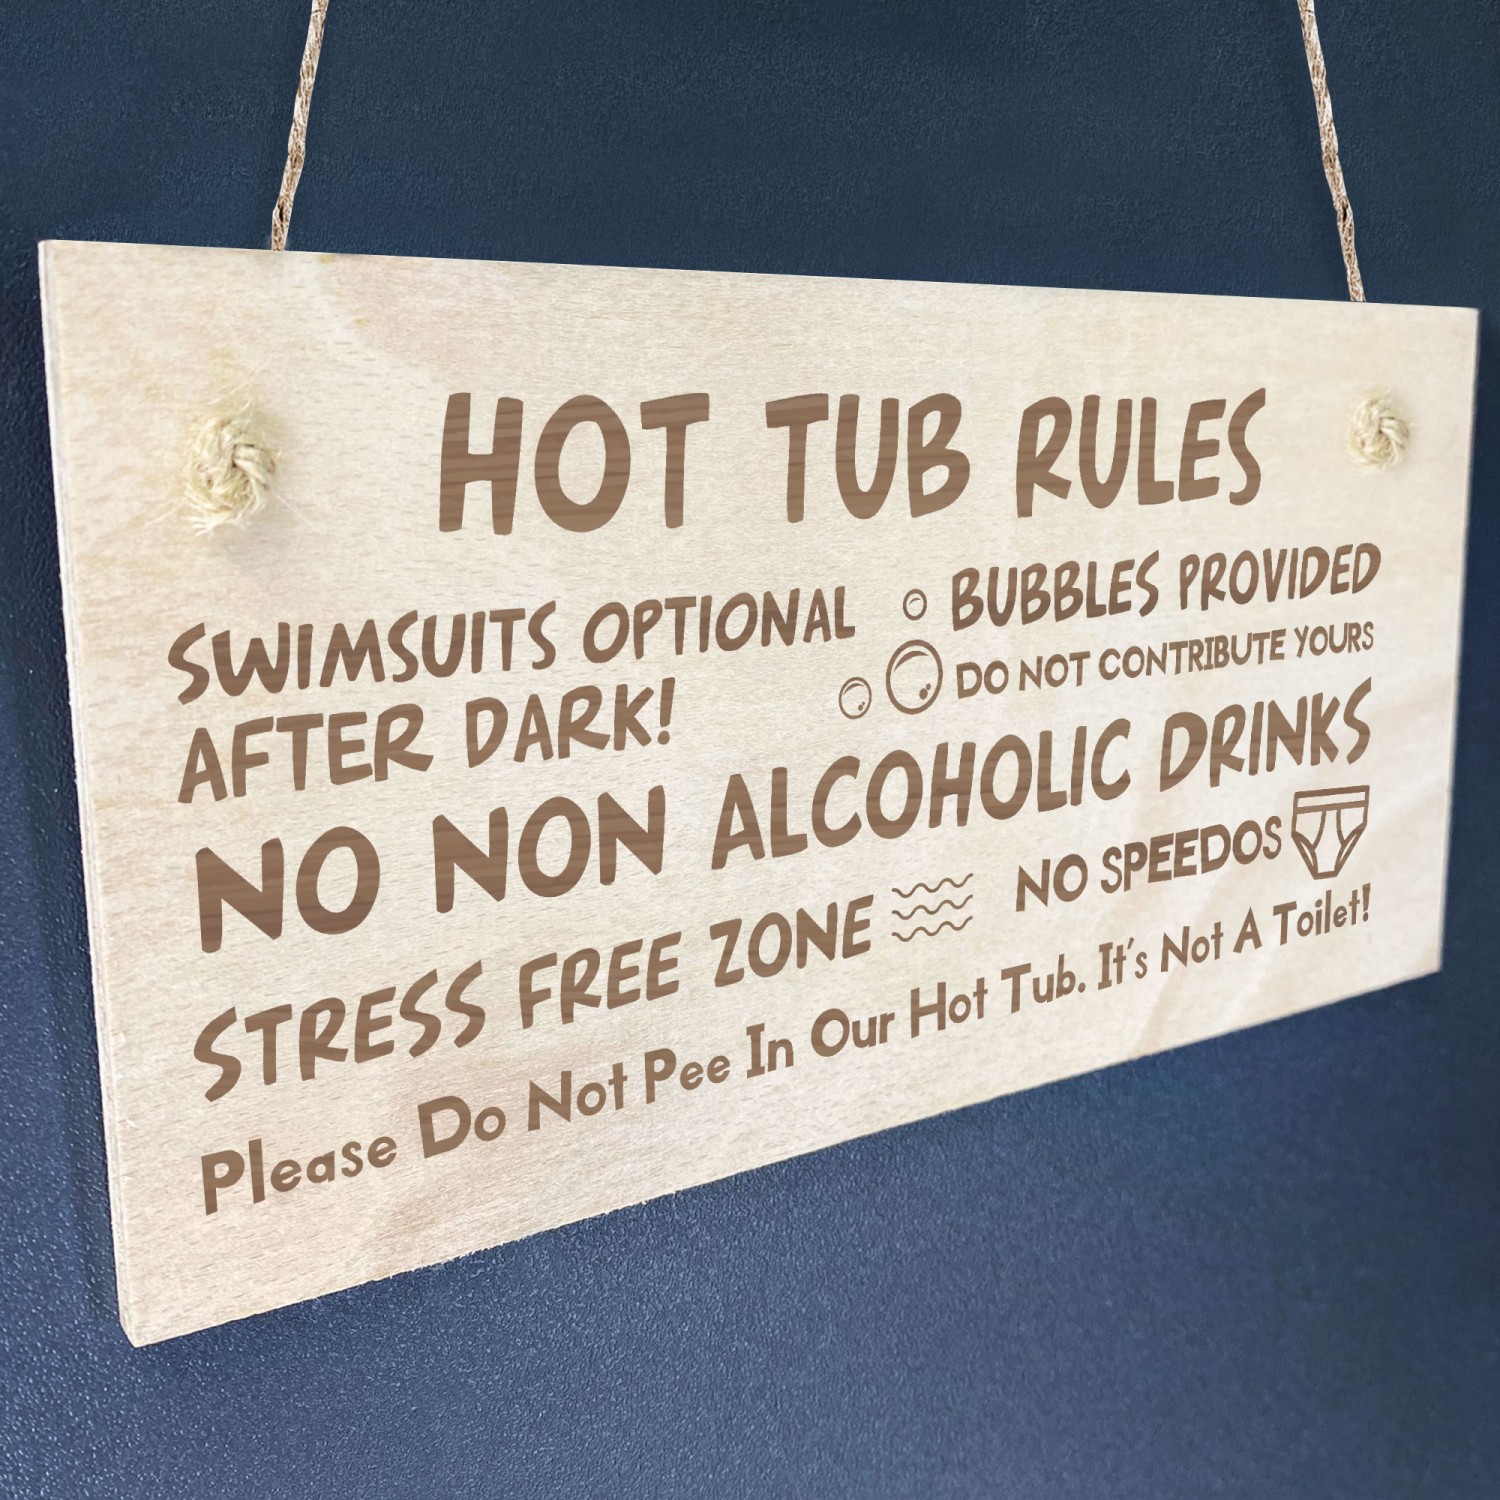 HOT TUB RULES
SWIMSUITS OPTIONAL
AFTER DARK!
BUBBLES PROVIDED
DO NOT CONTRIBUTE YOURS
NO NON ALCOHOLIC DRINKS
STRESS FREE ZONE
NO SPEEDOS
Please Do Not Pee In Our Hot Tub. It's Not A Toilet!